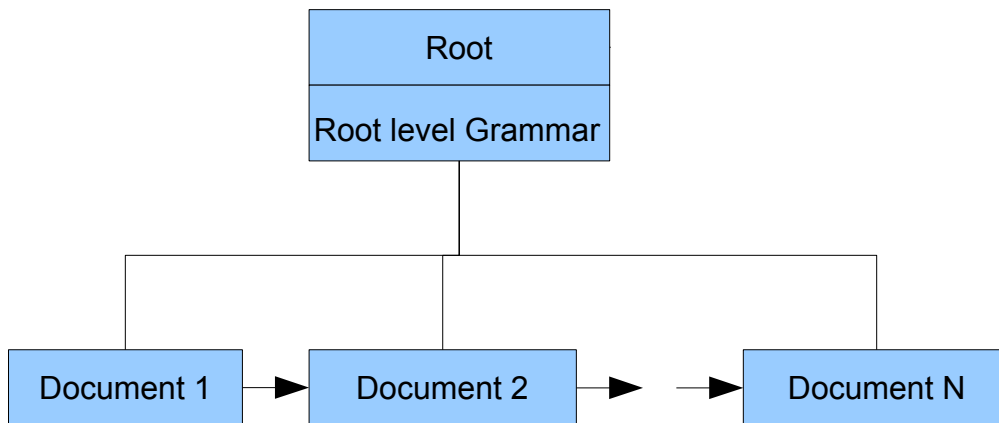 Root
Root level Grammar
Document 1
Document 2
Document N